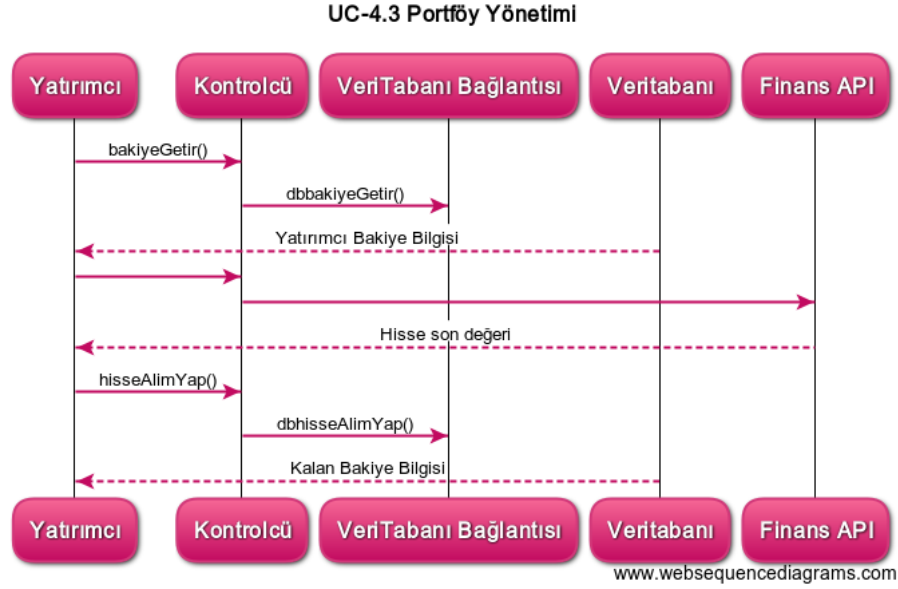 UC-4.3 Portföy Yönetimi
Yatırımcı Kontrolcü VeriTabanı Bağlantısı Veritabanı Finans API
bakiyeGetir()
dbbakiyeGetir()
Yatırımcı Bakiye Bilgisi
Hisse son değeri
hisseAlimYap()
dbhisseAlimYap()
Kalan Bakiye Bilgisi
Yatırımcı Kontrolcü VeriTabanı Bağlantısı Veritabanı Finans API
www.websequencediagrams.com